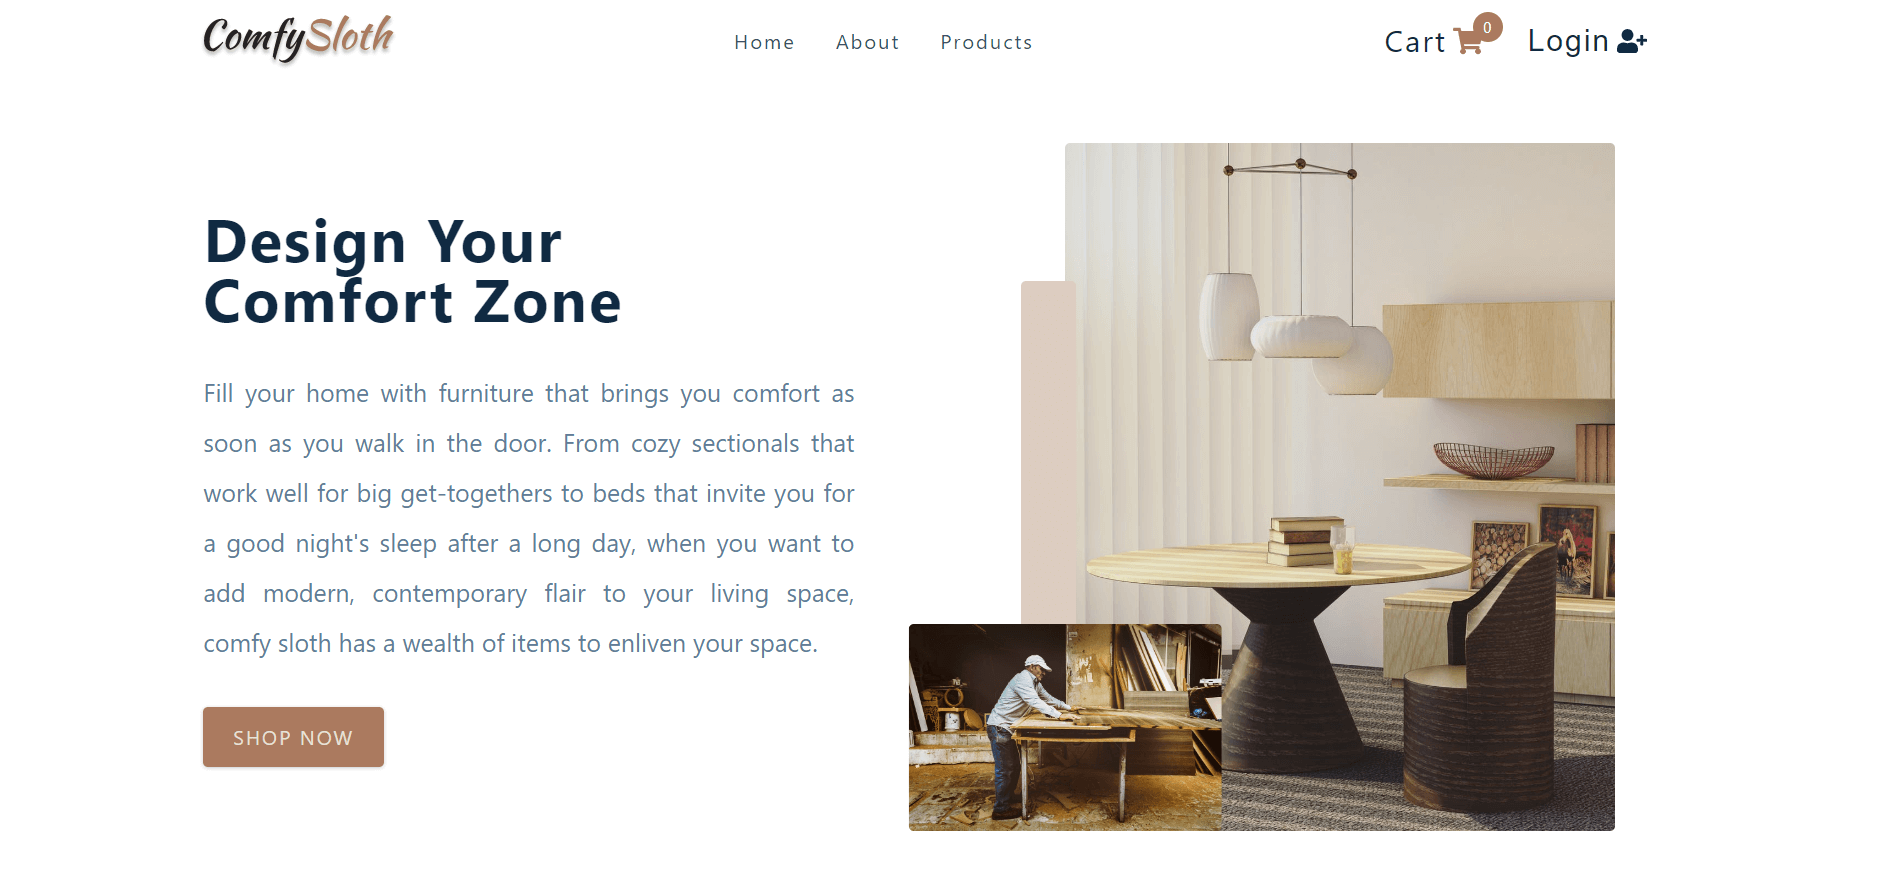 ComfySloth
Home About Products
Cart 0 Login
Design Your
Comfort Zone
Fill your home with furniture that brings you comfort as
soon as you walk in the door. From cozy sectionals that
work well for big get-togethers to beds that invite you for
a good night's sleep after a long day, when you want to
add modern, contemporary flair to your living space,
comfy sloth has a wealth of items to enliven your space.
SHOP NOW